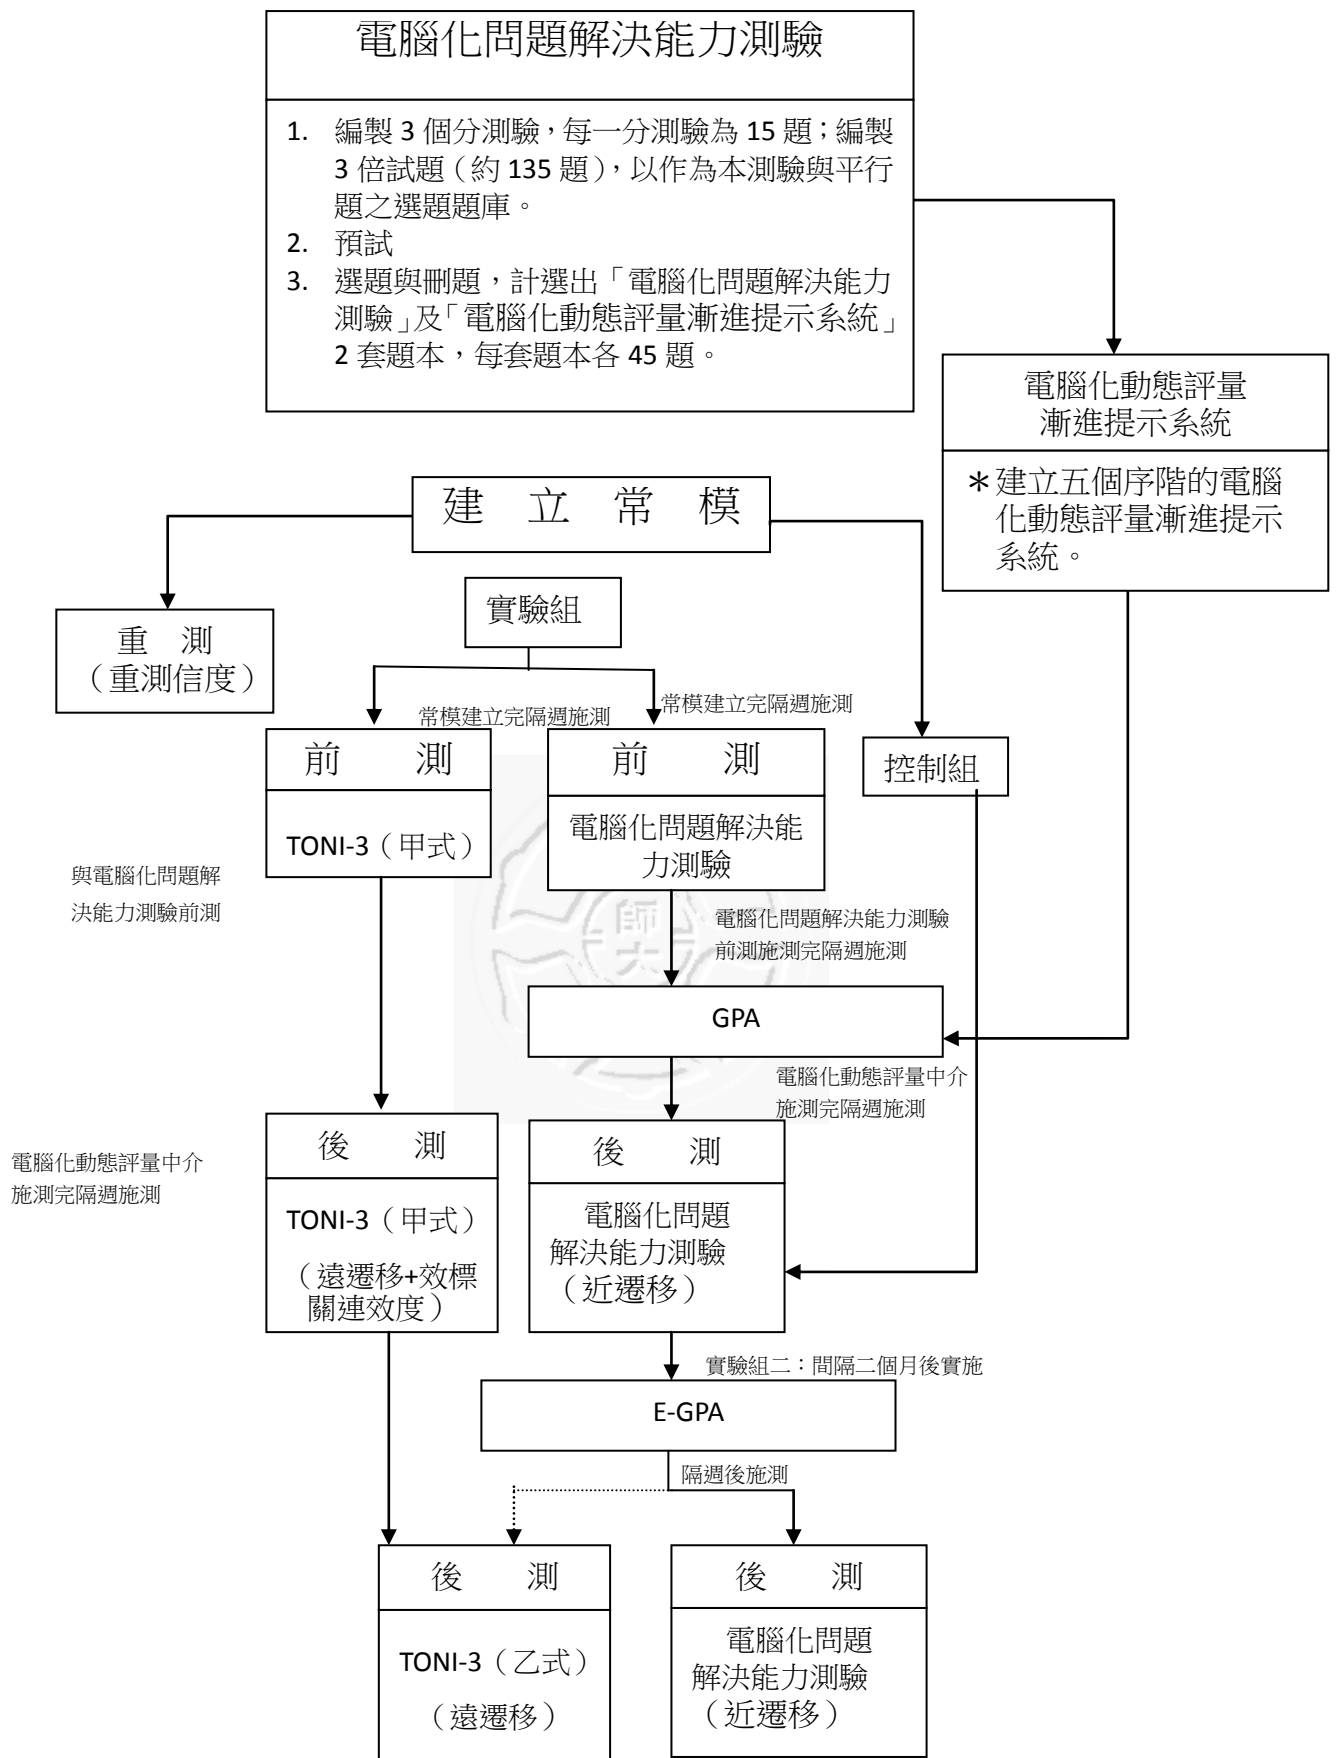 電腦化問題解決能力測驗
1. 編製 3 個分測驗，每一分測驗為 15 題；編製
3 倍試題（約 135 題），以作為本測驗與平行
題之選題題庫。
2. 預試
3. 選題與刪題，計選出「電腦化問題解決能力
測驗」及「電腦化動態評量漸進提示系統」
2 套題本，每套題本各 45 題。
電腦化動態評量
漸進提示系統
＊建立五個序階的電腦
化動態評量漸進提示
系統。
建 立 常 模
實驗組
重 測
（重測信度）
常模建立完隔週施測
常模建立完隔週施測
前 測
TONI-3（甲式）
前 測
電腦化問題解決能
力測驗
控制組
與電腦化問題解
決能力測驗前測
師大
電腦化問題解決能力測驗
前測施測完隔週施測
GPA
電腦化動態評量中介
施測完隔週施測
電腦化動態評量中介
施測完隔週施測
後 測
TONI-3（甲式）
（遠遷移+效標
關連效度）
後 測
電腦化問題
解決能力測驗
（近遷移）
實驗組二：間隔二個月後實施
E-GPA
隔週後施測
後 測
TONI-3（乙式）
（遠遷移）
後 測
電腦化問題
解決能力測驗
（近遷移）